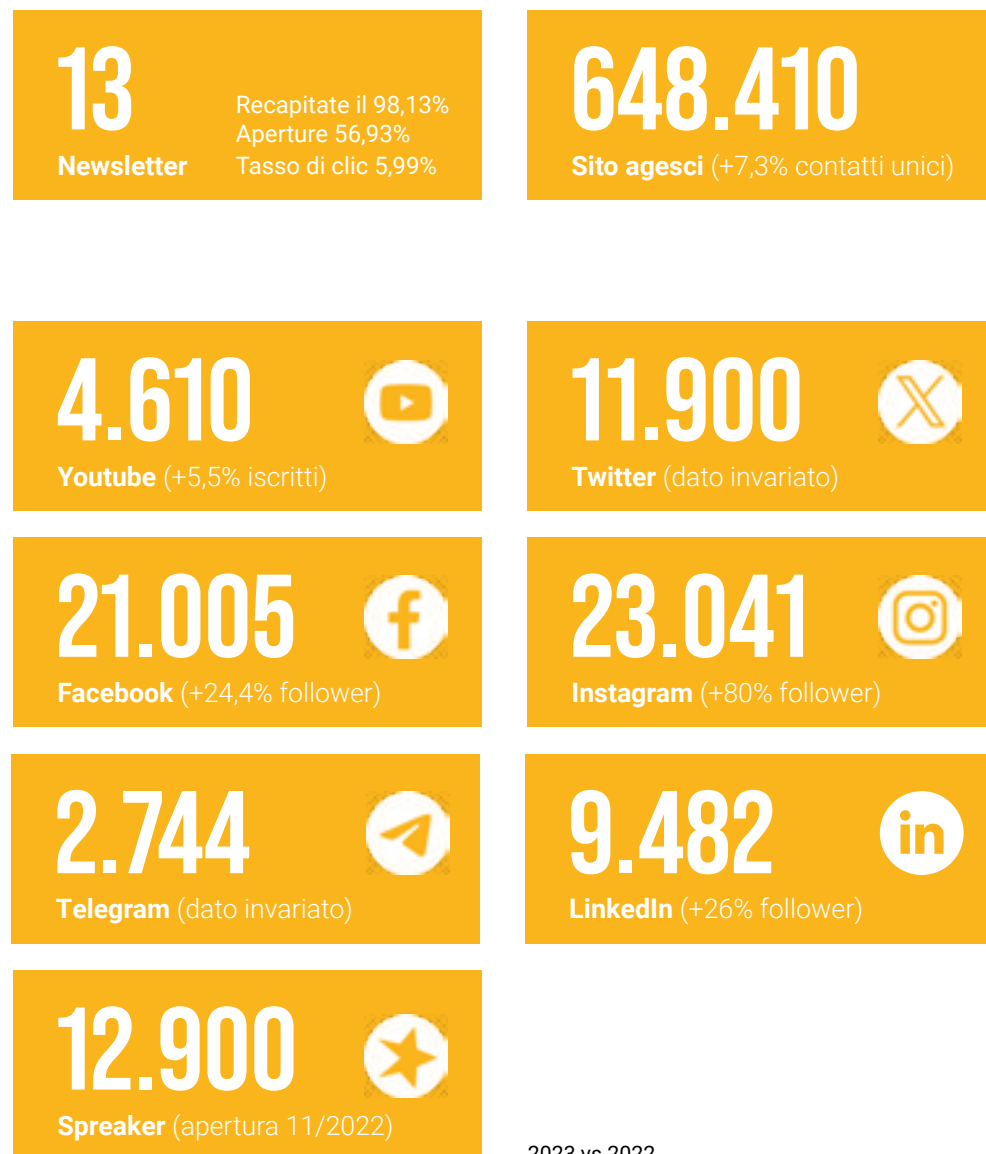 13
Newsletter
Recapitate il 98,13%
Aperture 56,93%
Tasso di clic 5,99%
648.410
Sito agesci (+7,3% contatti unici)
4.610
Youtube (+5,5% iscritti)
11.900
Twitter (dato invariato)
21.005
Facebook (+24,4% follower)
23.041
Instagram (+80% follower)
2.744
Telegram (dato invariato)
9.482
in
LinkedIn (+26% follower)
12.900
Spreaker (apertura 11/2022)
2023 vs 2022